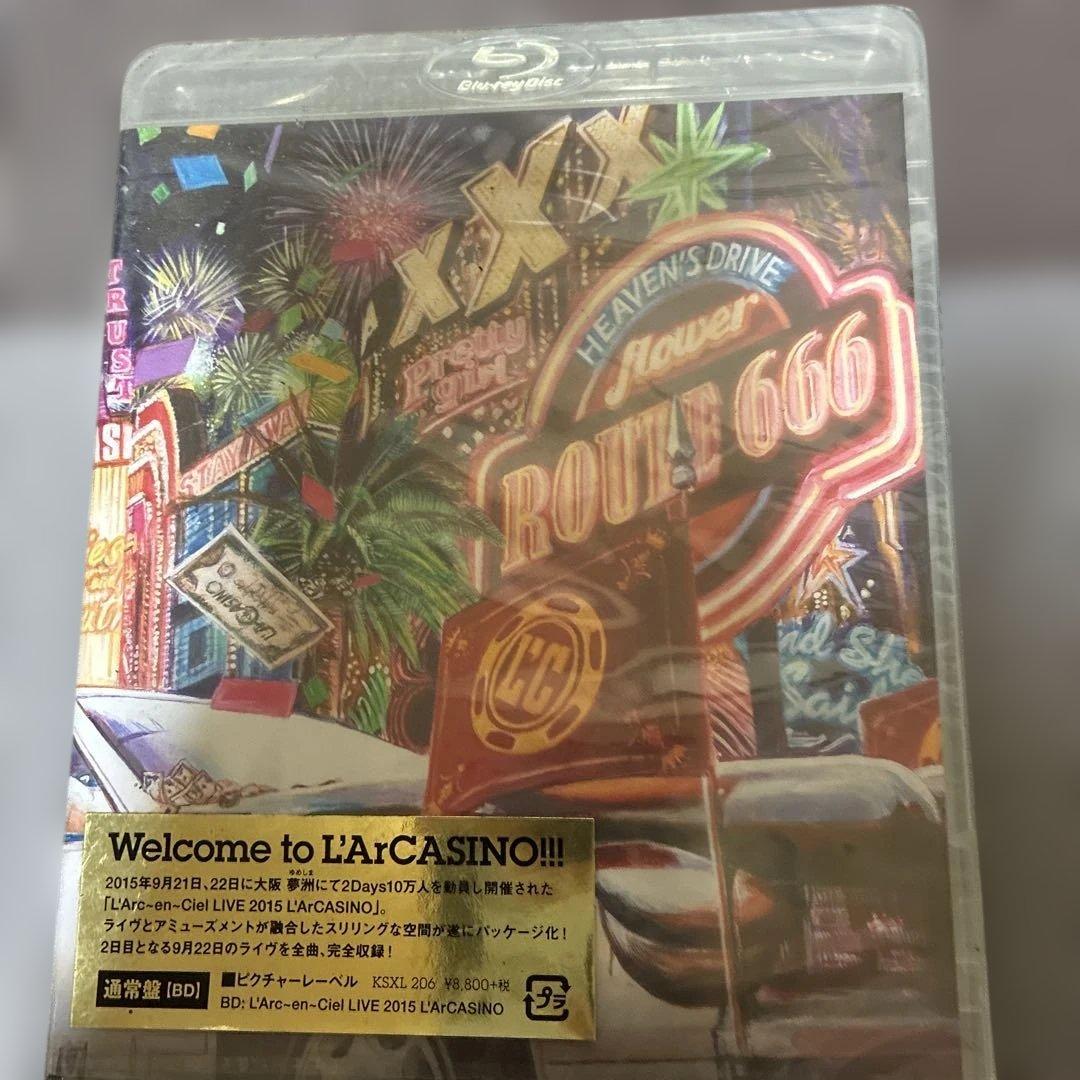 Blu-ray Disc
XXX
HEAVEN'S DRIVE
flower
ROUTE 666
Pretty
girl
TRUST
STAY AWAY
LC
Welcome to L'ArCASINO!!!
ゆめしま
2015年9月21日、22日に大阪 夢洲にて2Days10万人を動員し開催された
「L'Arc~en~Ciel LIVE 2015 L'ArCASINO」。
ライヴとアミューズメントが融合したスリリングな空間が遂にパッケージ化!
2日目となる9月22日のライヴを全曲、完全収録!
通常盤【BD】
■ピクチャーレーベル KSXL 206 ¥8,800+税
BD: L'Arc~en~Ciel LIVE 2015 L'ArCASINO
プラ